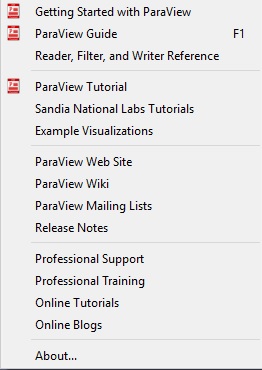 Getting Started with ParaView
ParaView Guide F1
Reader, Filter, and Writer Reference
ParaView Tutorial
Sandia National Labs Tutorials
Example Visualizations
ParaView Web Site
ParaView Wiki
ParaView Mailing Lists
Release Notes
Professional Support
Professional Training
Online Tutorials
Online Blogs
About...